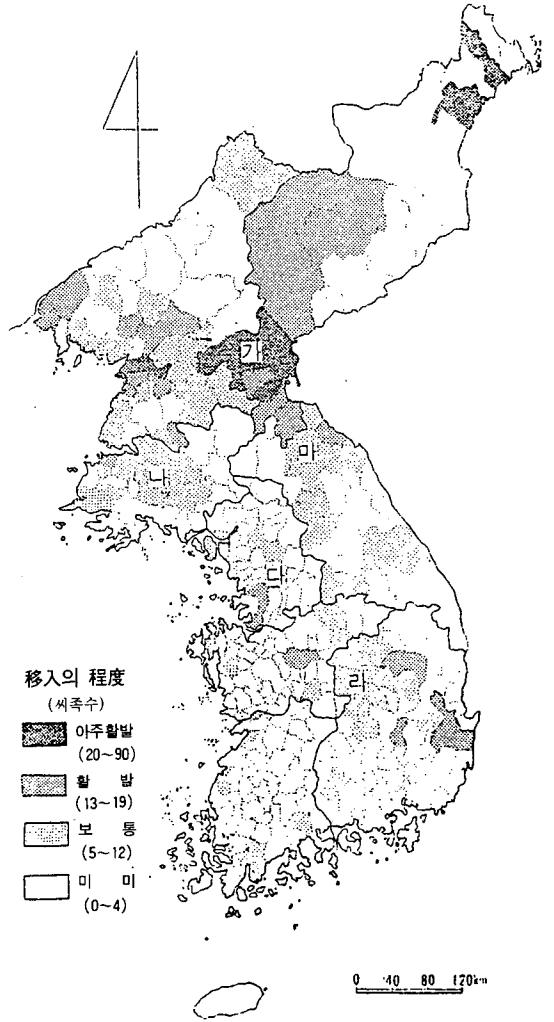 가
마
나
다
라
移入의 程度
(씨족수)
아주활발
(20~90)
활 발
(13~19)
보 통
(5~12)
미 미
(0~4)
0 40 80 120km